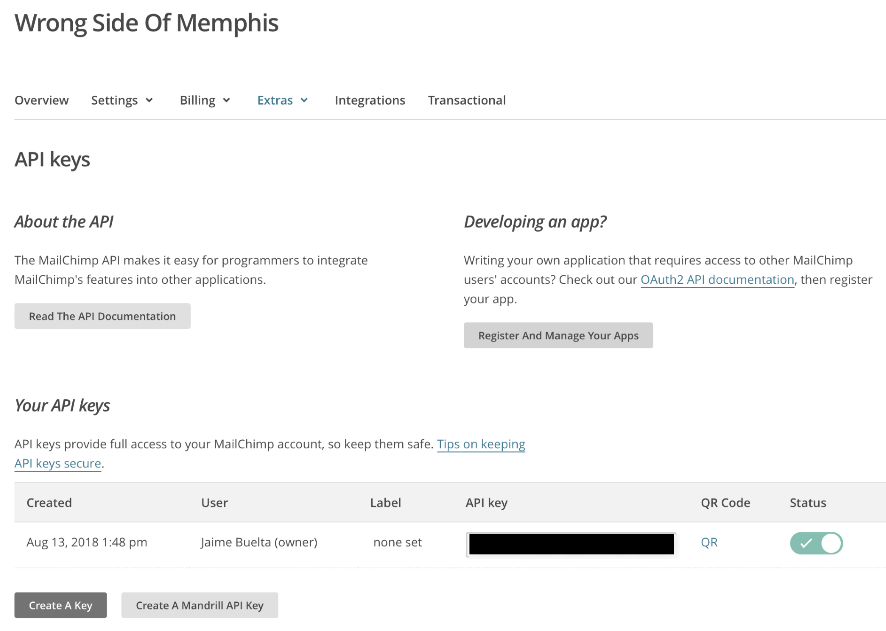 Wrong Side Of Memphis
Overview Settings Billing Extras Integrations Transactional
API keys
About the API
The MailChimp API makes it easy for programmers to integrate
MailChimp's features into other applications.
Read The API Documentation
Developing an app?
Writing your own application that requires access to other MailChimp
users' accounts? Check out our OAuth2 API documentation, then register
your app.
Register And Manage Your Apps
Your API keys
API keys provide full access to your MailChimp account, so keep them safe. Tips on keeping
API keys secure.
Created User Label API key QR Code Status
Aug 13, 2018 1:48 pm Jaime Buelta (owner) none set QR
Create A Key Create A Mandrill API Key